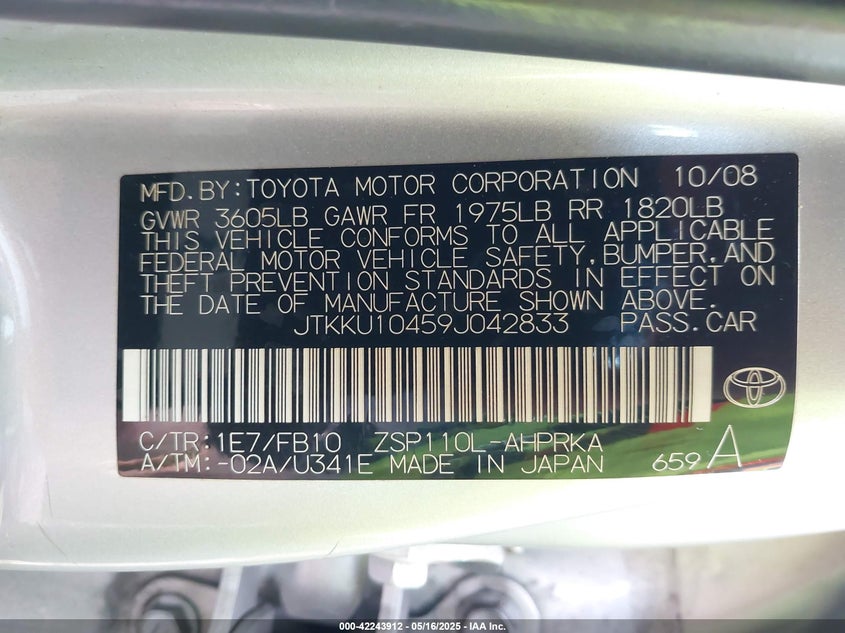 MFD.BY:TOYOTA MOTOR CORPORATION 10/08
GVWR 3605LB GAWR FR 1975LB RR 1820LB
THIS VEHICLE CONFORMS TO ALL APPLICABLE
FEDERAL MOTOR VEHICLE SAFETY,BUMPER,AND
THEFT PREVENTION STANDARDS IN EFFECT ON
THE DATE OF MANUFACTURE SHOWN ABOVE.
JTKKU10459J042833 PASS.CAR
C/TR:1E7/FB10 ZSP110L-AHPRKA
A/TM:-02A/U341E MADE IN JAPAN 659 A
000-42243912 - 05/16/2025 - IAA Inc.